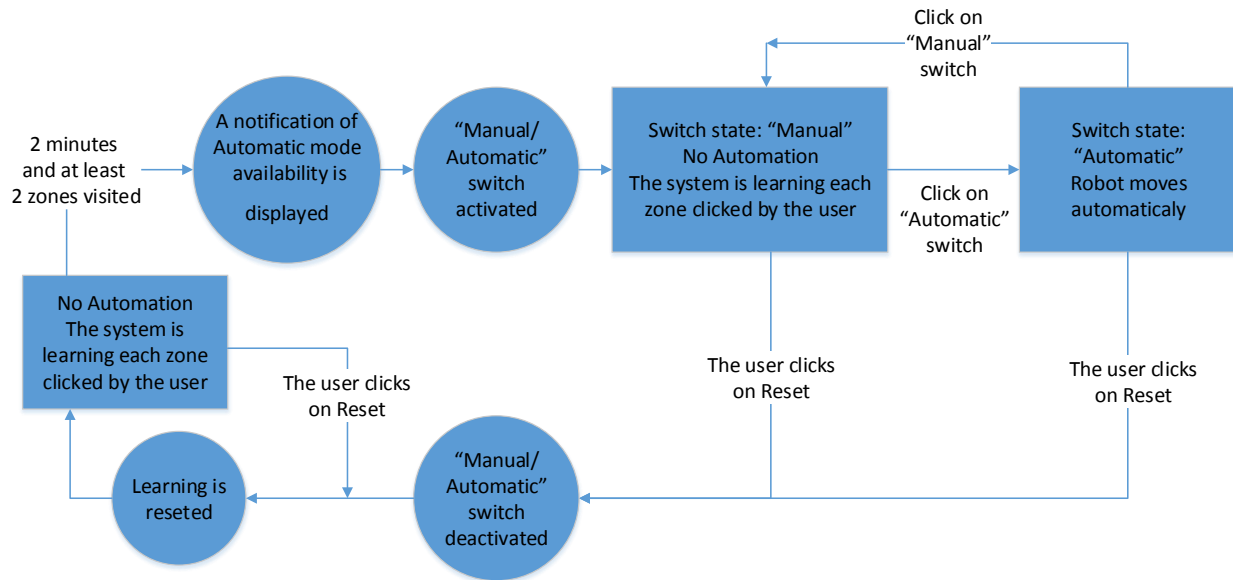 Click on
“Manual”
switch
A notification of
Automatic mode
availability is
displayed
“Manual/
Automatic”
switch
activated
Switch state: “Manual”
No Automation
The system is learning each
zone clicked by the user
Switch state:
“Automatic”
Robot moves
automaticaly
2 minutes
and at least
2 zones visited
Click on
“Automatic”
switch
No Automation
The system is
learning each zone
clicked by the user
The user clicks
on Reset
The user clicks
on Reset
The user clicks
on Reset
Learning is
reseted
“Manual/
Automatic”
switch
deactivated